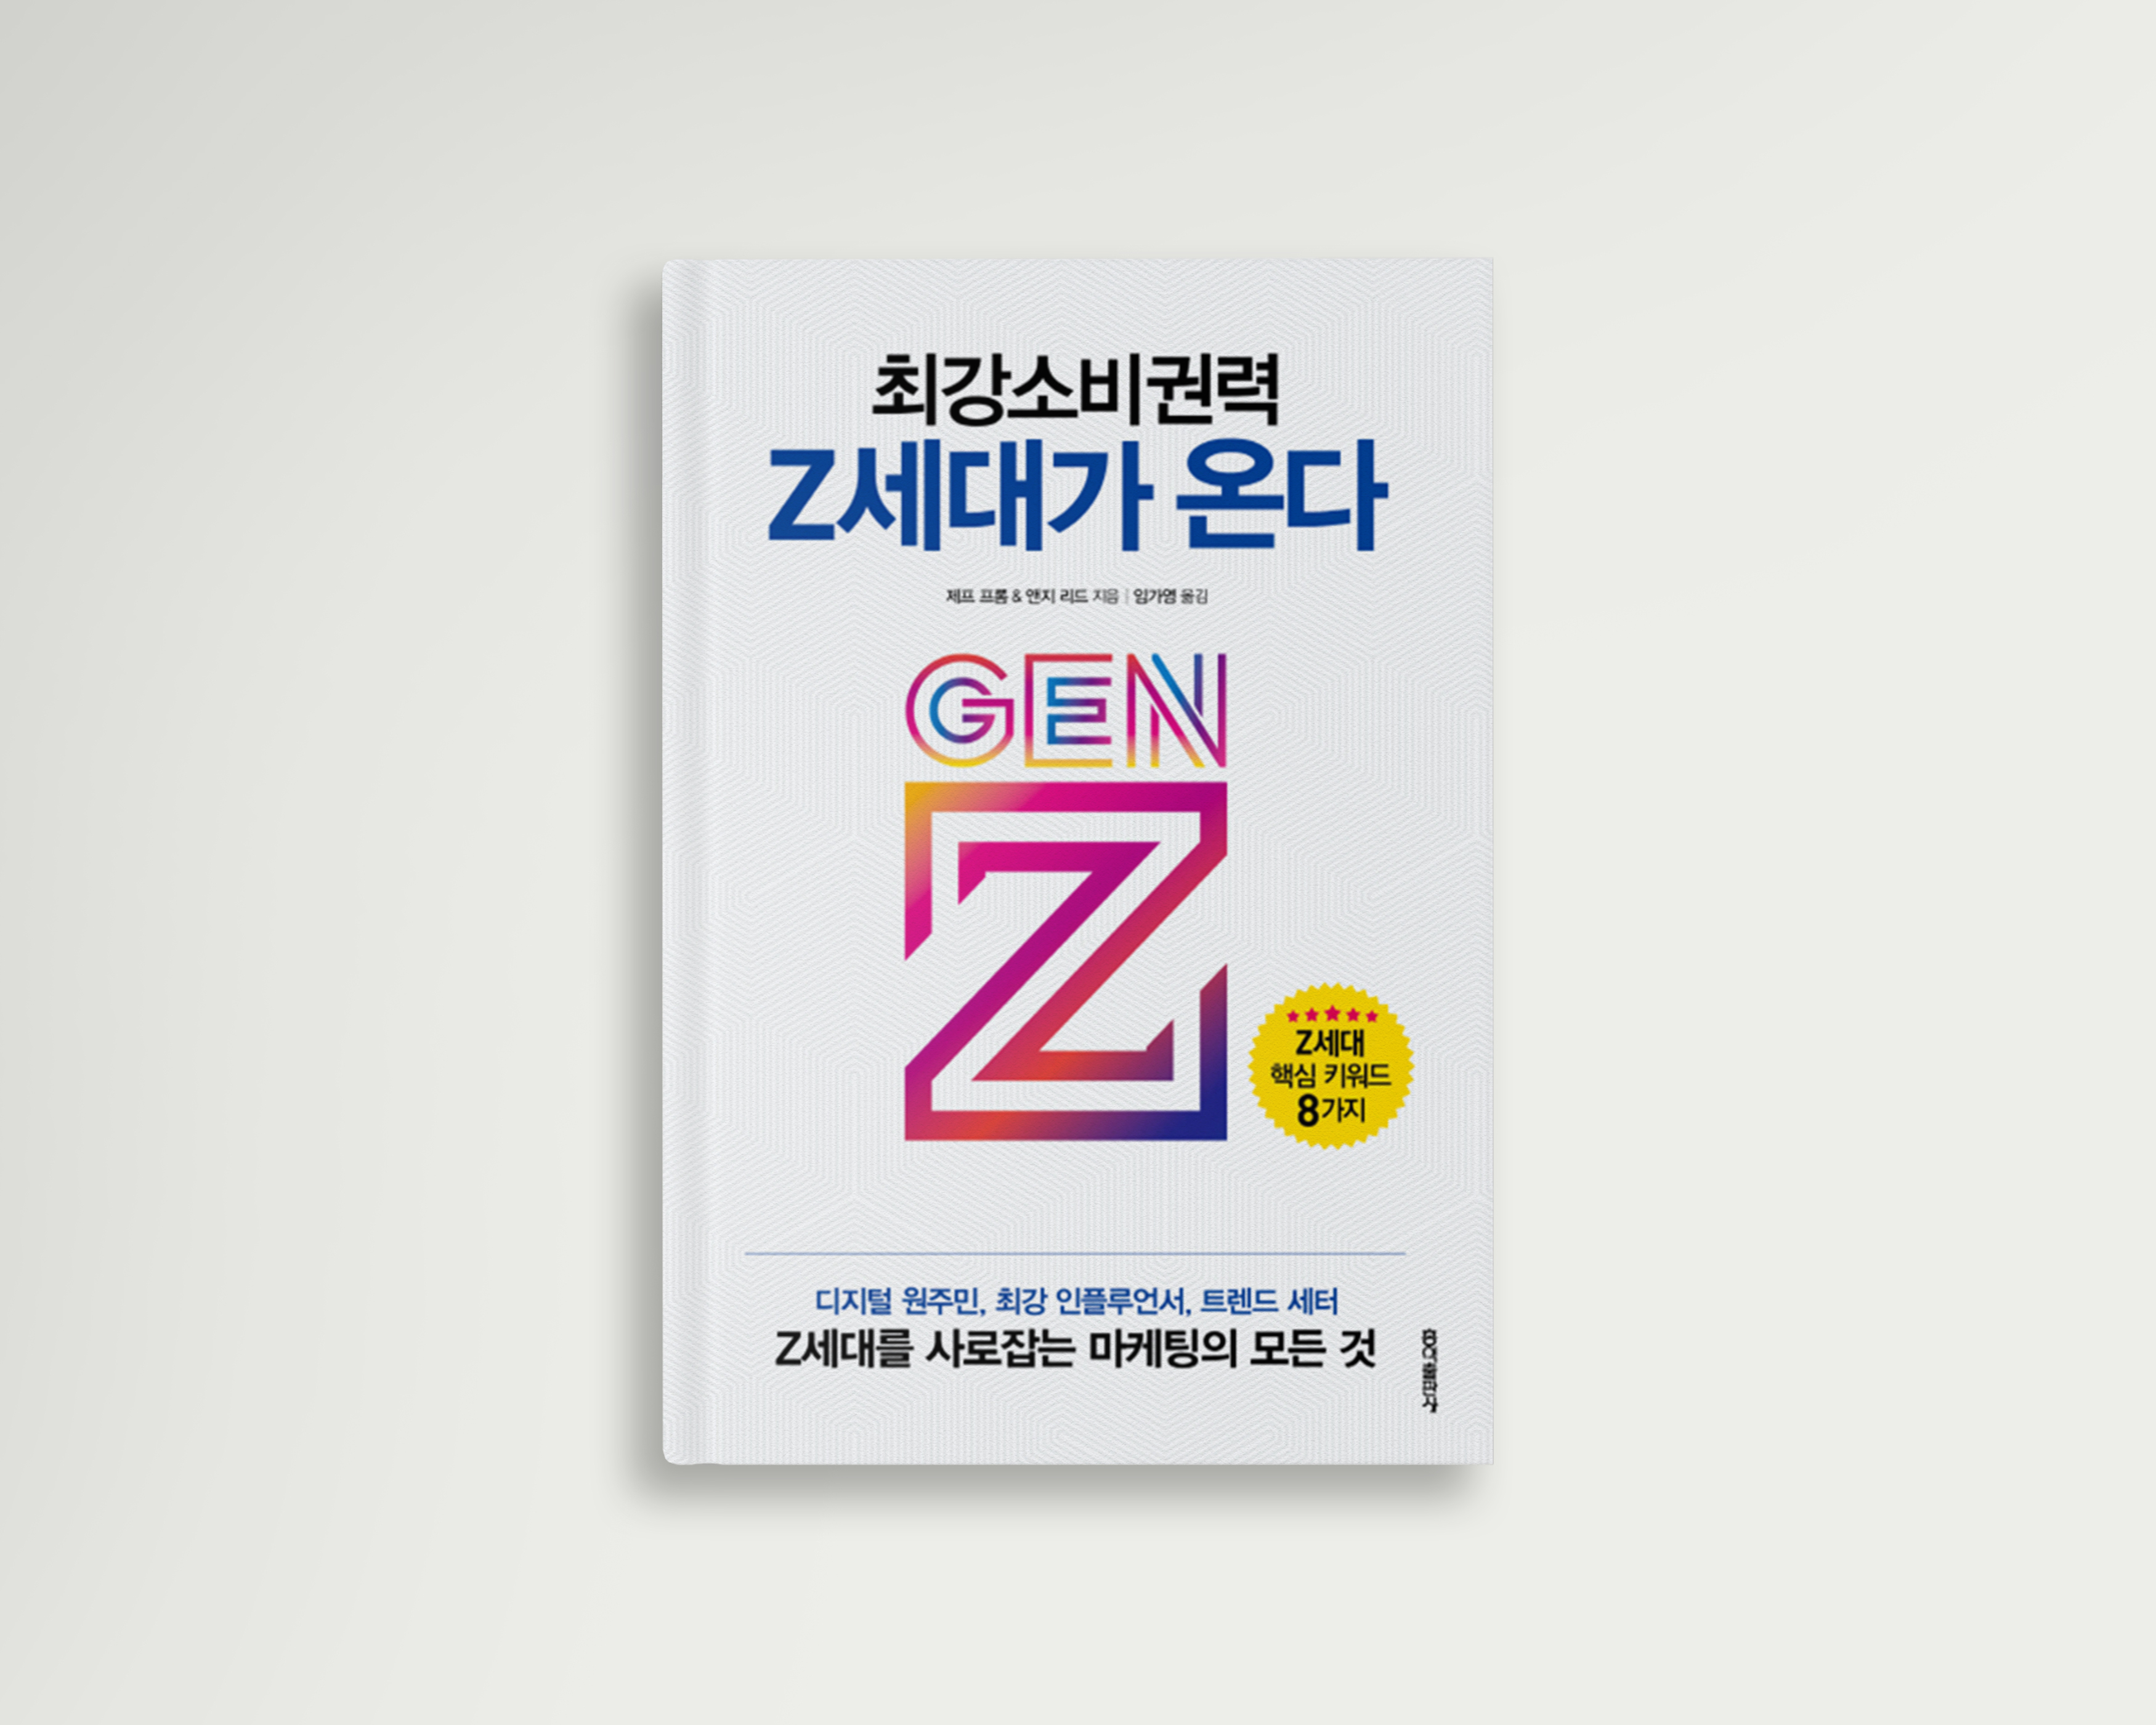 최강소비권력
Z세대가 온다
제프 프롬 & 앤지 리드 지음 | 임가영 옮김
GEN
Z
Z세대
핵심 키워드
8가지
디지털 원주민, 최강 인플루언서, 트렌드 세터
Z세대를 사로잡는 마케팅의 모든 것
홍익출판사